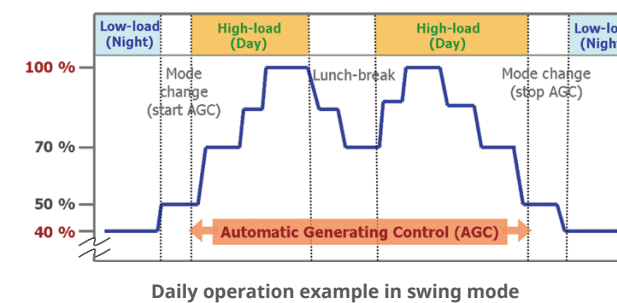 Low-load
(Night)
High-load
(Day)
High-load
(Day)
Low-lo
(Nigh
100 %
70 %
50 %
40 %
Mode
change
(start AGC)
Lunch-break
Mode change
(stop AGC)
Automatic Generating Control (AGC)
Daily operation example in swing mode